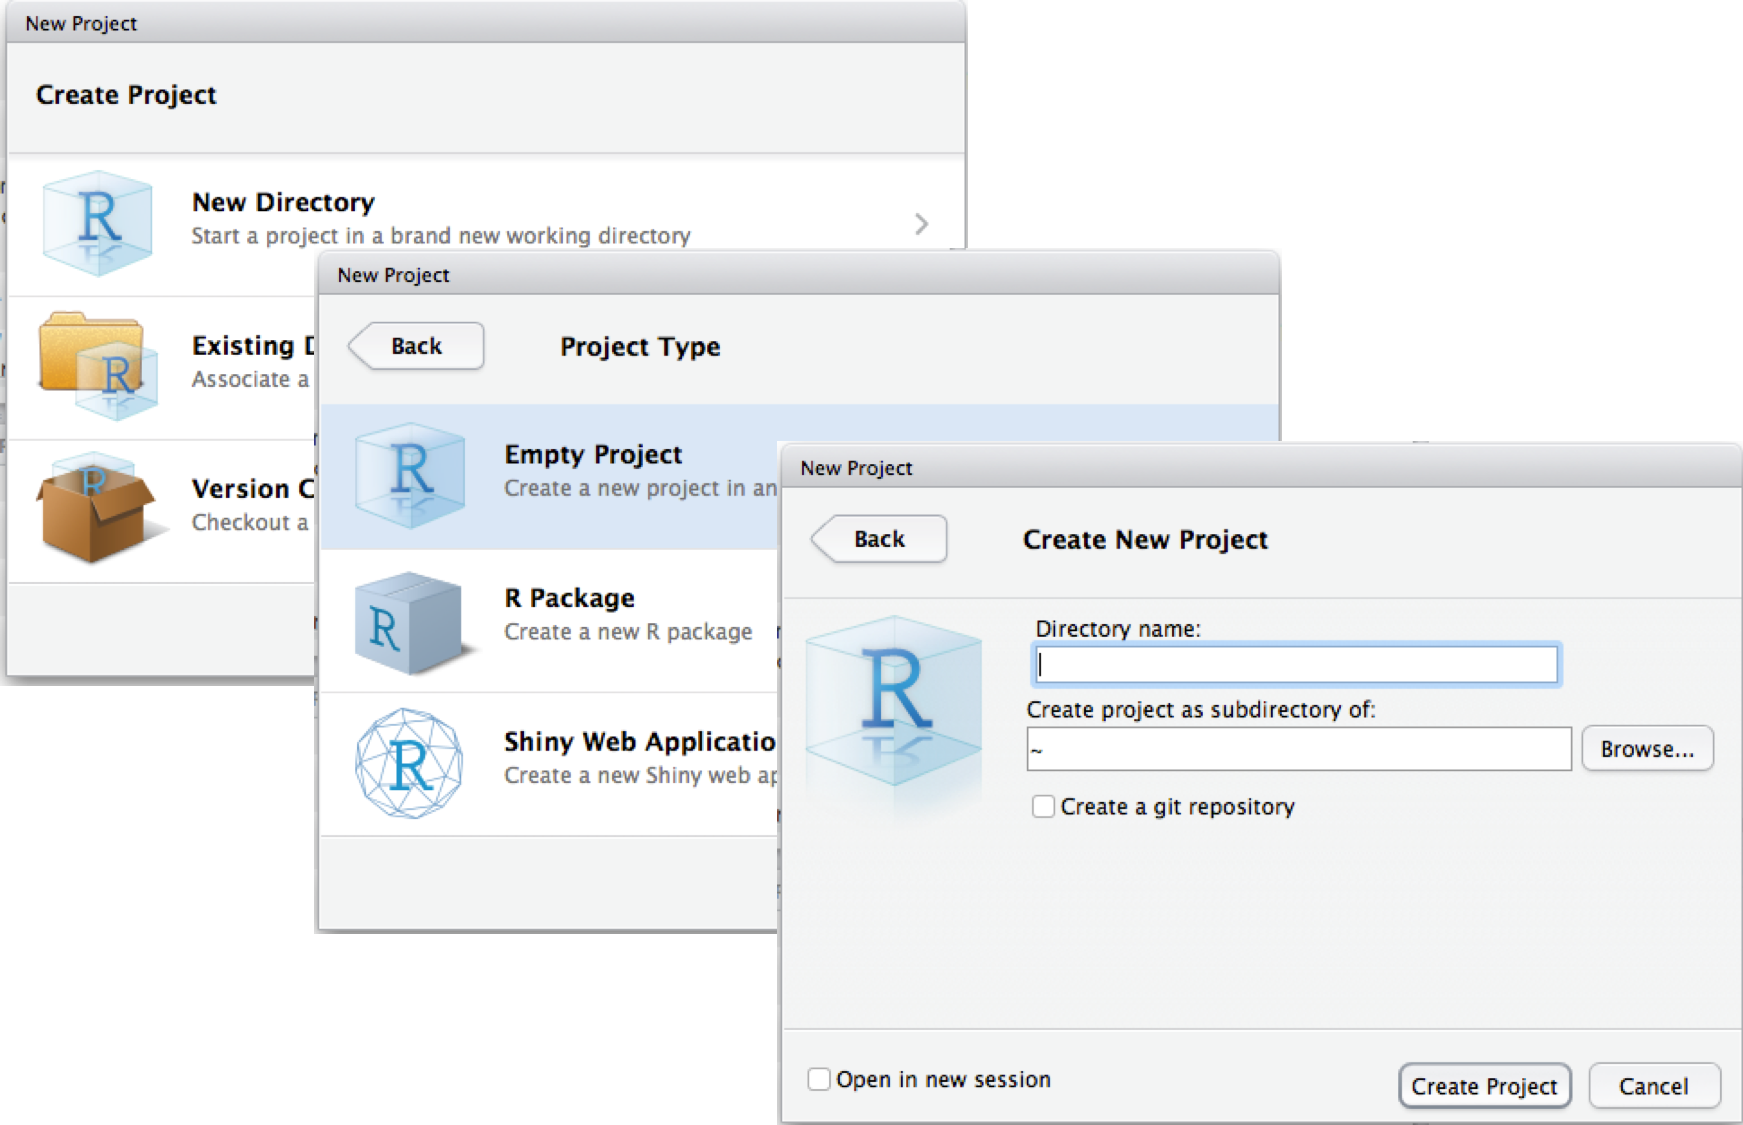 New Project
Create Project
New Directory
Start a project in a brand new working directory
Existing
Associate a
Version
Checkout a
New Project
Back
Project Type
Empty Project
Create a new project in an
R Package
Create a new R package
Shiny Web
Create a new Shiny web
New Project
Back
Create New Project
Directory name:
Create project as subdirectory of:
~
Browse...
Create a git repository
Open in new session
Create Project
Cancel
R
R
R
R
R
R
R